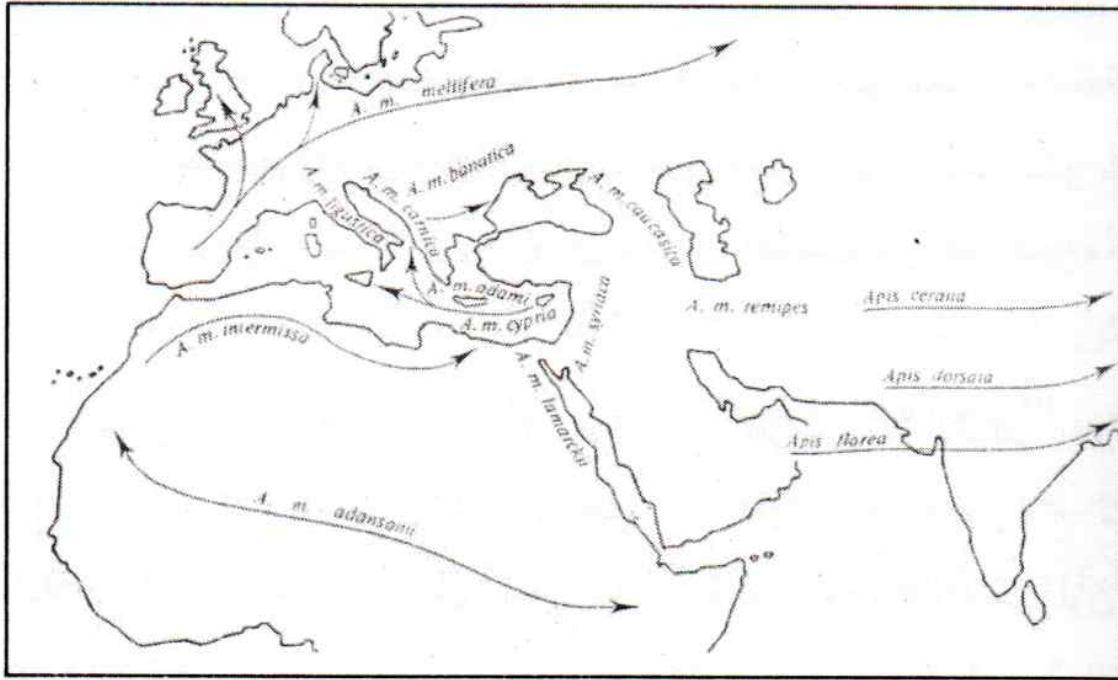 A. m. mellifera
A. m. banatica
A. m. carnica
A. m. ligustica
A. m. caucasica
A. m. adami
A. m. cypria
A. m. syriaca
A. m. remipes
Apis cerana
A. m. intermissa
Apis dorsata
A. m. lamarckii
Apis florea
A. m. adansonii